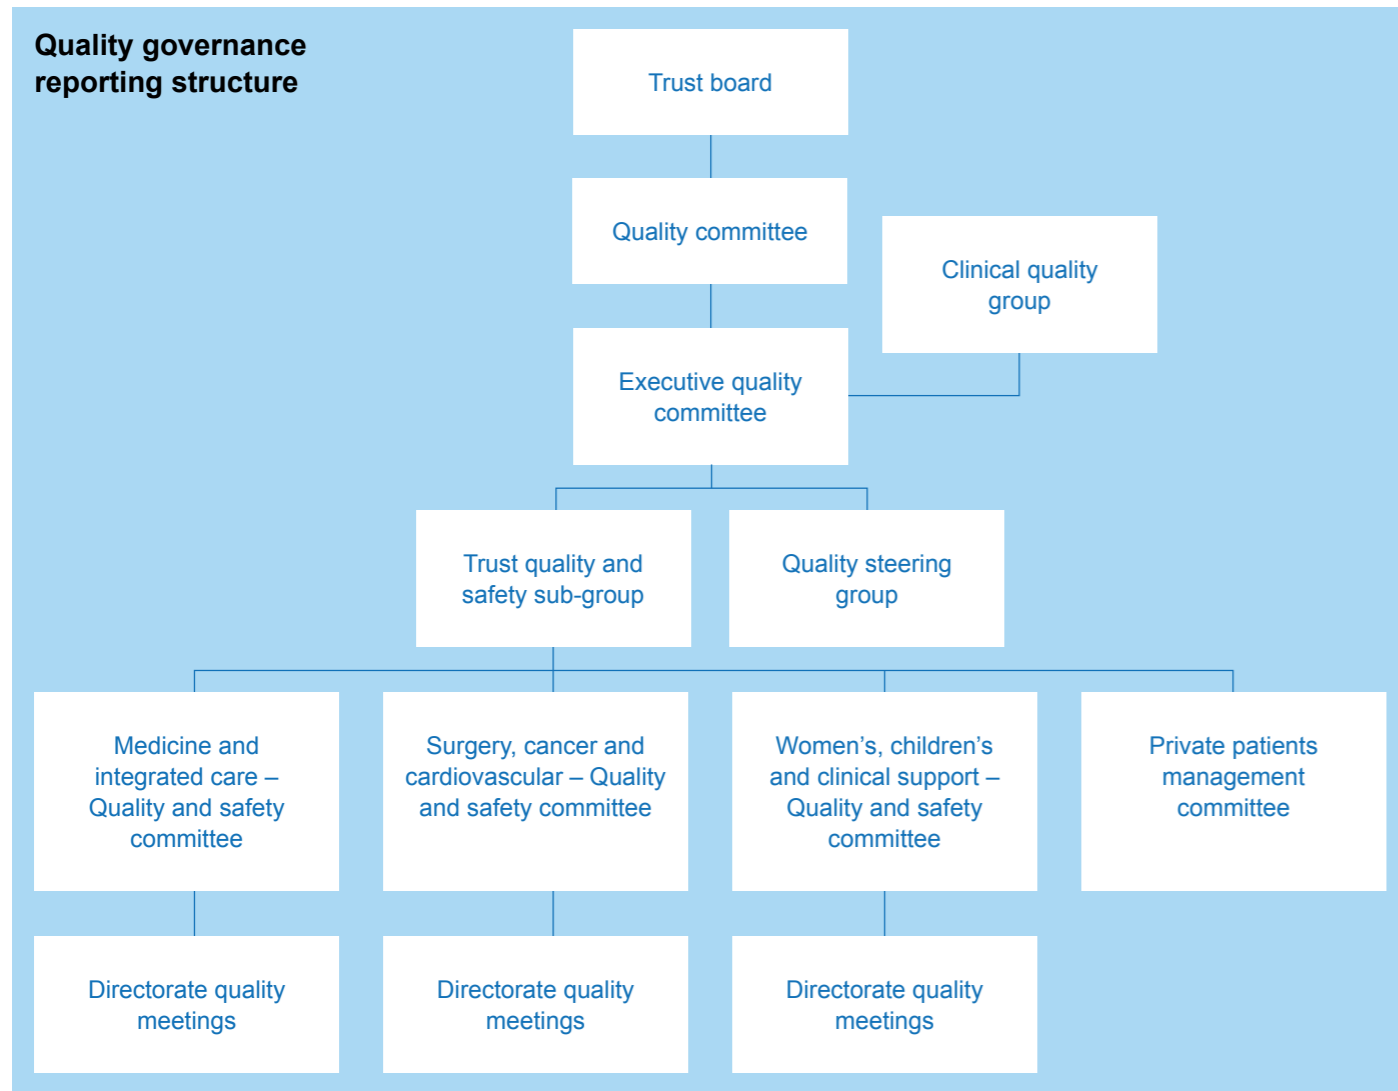 Quality governance
reporting structure
Trust board
Quality committee
Clinical quality
group
Executive quality
committee
Trust quality and
safety sub-group
Quality steering
group
Medicine and
integrated care –
Quality and safety
committee
Surgery, cancer and
cardiovascular – Quality
and safety committee
Women’s, children’s
and clinical support –
Quality and safety
committee
Private patients
management
committee
Directorate quality
meetings
Directorate quality
meetings
Directorate quality
meetings